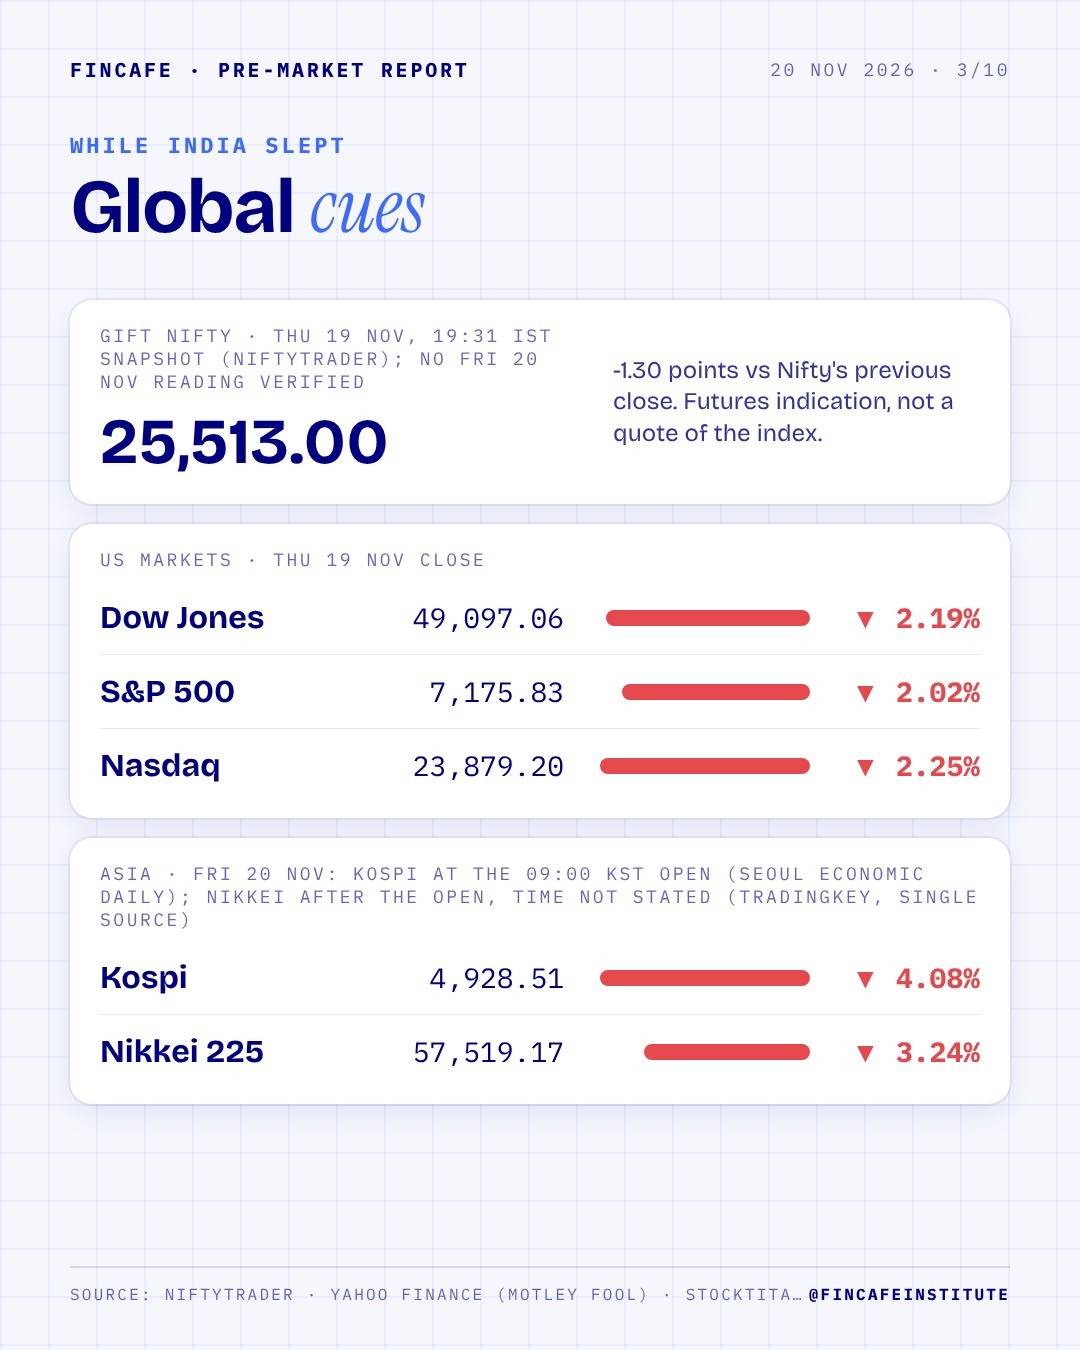 FINCAFE · PRE-MARKET REPORT
20 NOV 2026 · 3/10
WHILE INDIA SLEPT
Global cues
GIFT NIFTY · THU 19 NOV, 19:31 IST
SNAPSHOT (NIFTYTRADER); NO FRI 20
NOV READING VERIFIED
25,513.00
-1.30 points vs Nifty's previous
close. Futures indication, not a
quote of the index.
US MARKETS · THU 19 NOV CLOSE
Dow Jones 49,097.06 ▼ 2.19%
S&P 500 7,175.83 ▼ 2.02%
Nasdaq 23,879.20 ▼ 2.25%
ASIA · FRI 20 NOV: KOSPI AT THE 09:00 KST OPEN (SEOUL ECONOMIC
DAILY); NIKKEI AFTER THE OPEN, TIME NOT STATED (TRADINGKEY, SINGLE
SOURCE)
Kospi 4,928.51 ▼ 4.08%
Nikkei 225 57,519.17 ▼ 3.24%
SOURCE: NIFTYTRADER · YAHOO FINANCE (MOTLEY FOOL) · STOCKTITA… @FINCAFEINSTITUTE